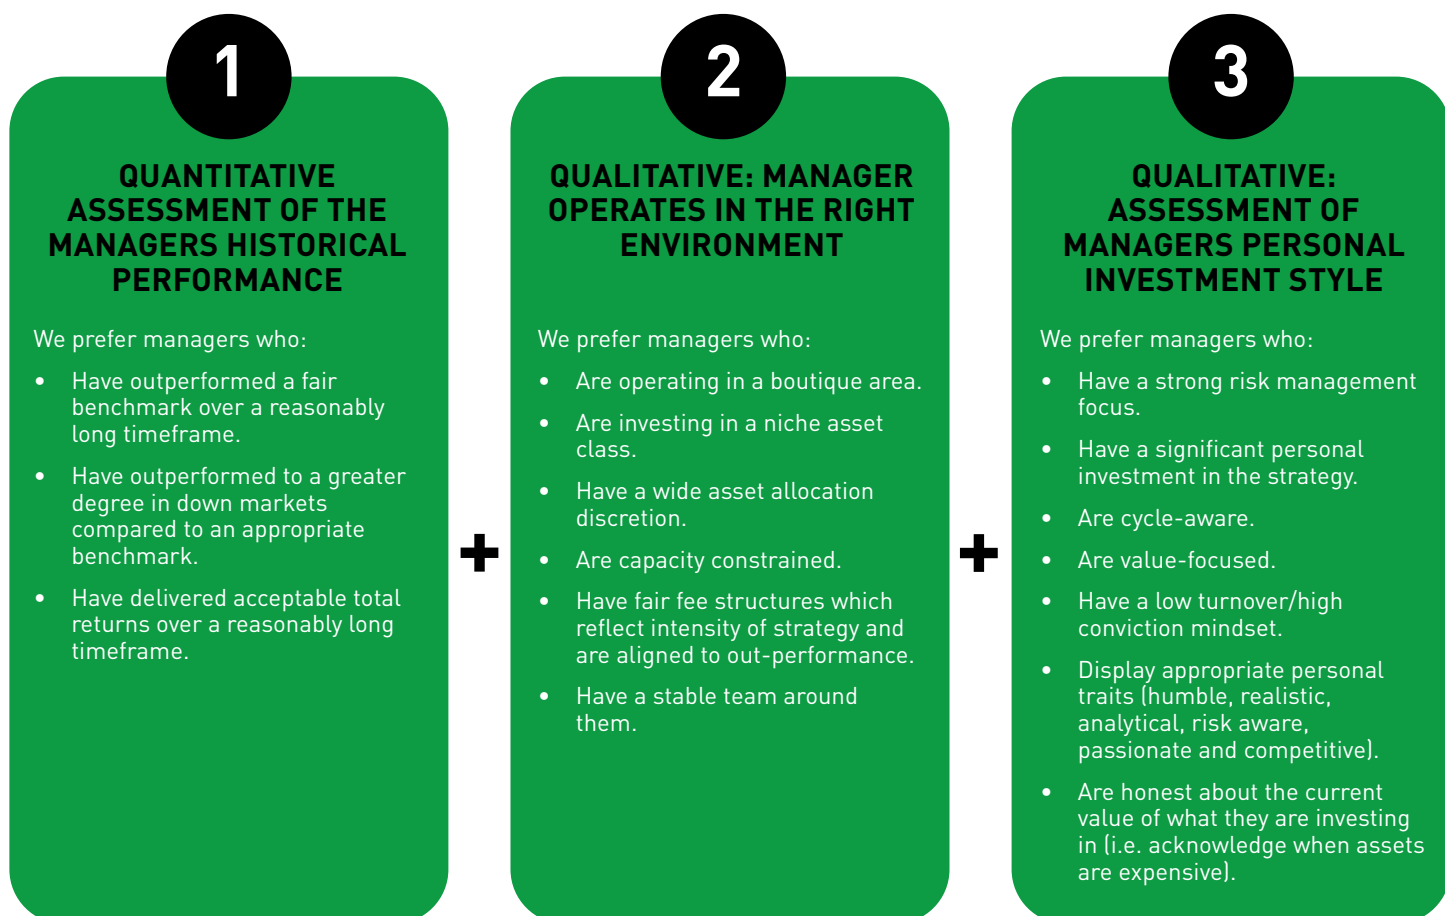 1
QUANTITATIVE
ASSESSMENT OF THE
MANAGERS HISTORICAL
PERFORMANCE
We prefer managers who:
• Have outperformed a fair
benchmark over a reasonably
long timeframe.
• Have outperformed to a greater
degree in down markets
compared to an appropriate
benchmark.
• Have delivered acceptable total
returns over a reasonably long
timeframe.
+
2
QUALITATIVE: MANAGER
OPERATES IN THE RIGHT
ENVIRONMENT
We prefer managers who:
• Are operating in a boutique area.
• Are investing in a niche asset
class.
• Have a wide asset allocation
discretion.
• Are capacity constrained.
• Have fair fee structures which
reflect intensity of strategy and
are aligned to out-performance.
• Have a stable team around
them.
+
3
QUALITATIVE:
ASSESSMENT OF
MANAGERS PERSONAL
INVESTMENT STYLE
We prefer managers who:
• Have a strong risk management
focus.
• Have a significant personal
investment in the strategy.
• Are cycle-aware.
• Are value-focused.
• Have a low turnover/high
conviction mindset.
• Display appropriate personal
traits (humble, realistic,
analytical, risk aware,
passionate and competitive).
• Are honest about the current
value of what they are investing
in (i.e. acknowledge when assets
are expensive).